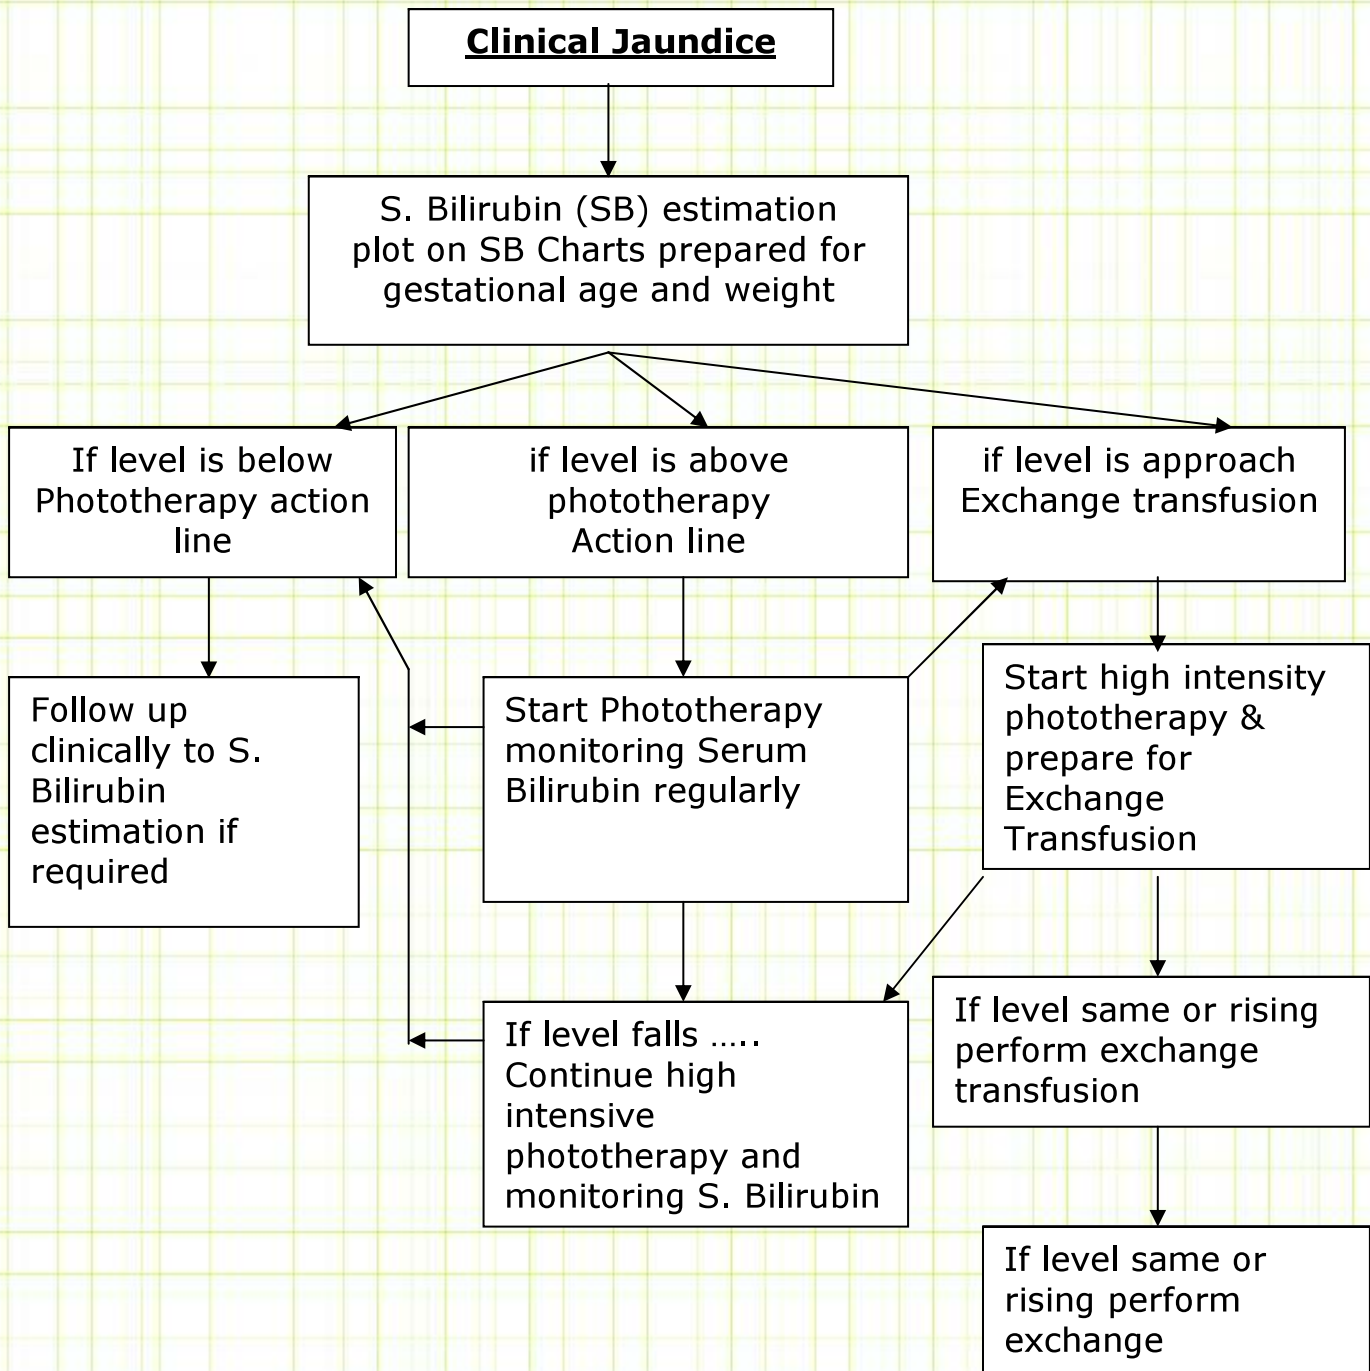 Clinical Jaundice
S. Bilirubin (SB) estimation
plot on SB Charts prepared for
gestational age and weight
If level is below
Phototherapy action
line
if level is above
phototherapy
Action line
if level is approach
Exchange transfusion
Follow up
clinically to S.
Bilirubin
estimation if
required
Start Phototherapy
monitoring Serum
Bilirubin regularly
Start high intensity
phototherapy &
prepare for
Exchange
Transfusion
If level falls .....
Continue high
intensive
phototherapy and
monitoring S. Bilirubin
If level same or rising
perform exchange
transfusion
If level same or
rising perform
exchange